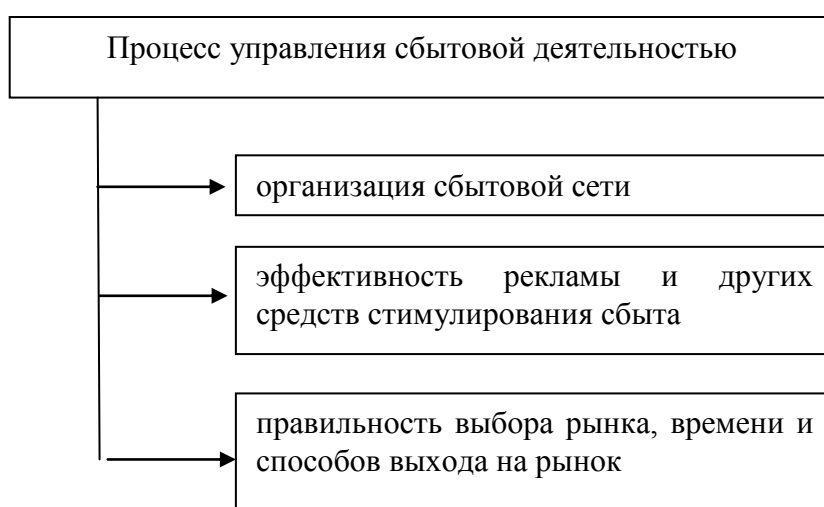 Процесс управления сбытовой деятельностью
организация сбытовой сети
эффективность рекламы и других
средств стимулирования сбыта
правильность выбора рынка, времени и
способов выхода на рынок